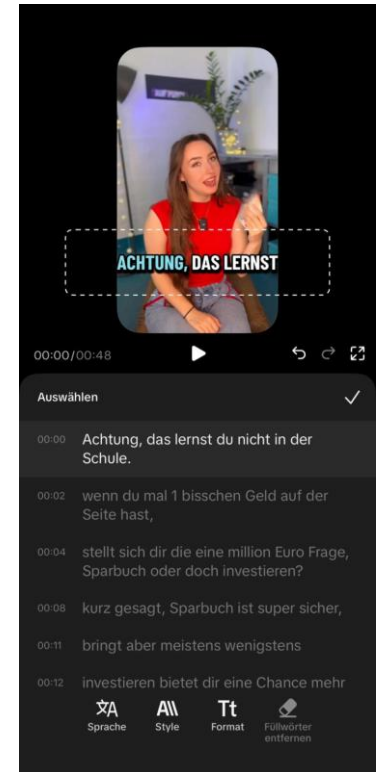 ACHTUNG, DAS LERNST
00:00/00:48
Auswählen
00:00 Achtung, das lernst du nicht in der
Schule.
00:02 wenn du mal 1 bisschen Geld auf der
Seite hast,
00:04 stellt sich dir die eine million Euro Frage,
Sparbuch oder doch investieren?
00:08 kurz gesagt, Sparbuch ist super sicher,
00:11 bringt aber meistens wenigstens
00:12 investieren bietet dir eine Chance mehr
文A A\\ Tt
Sprache Style Format Füllwörter
entfernen